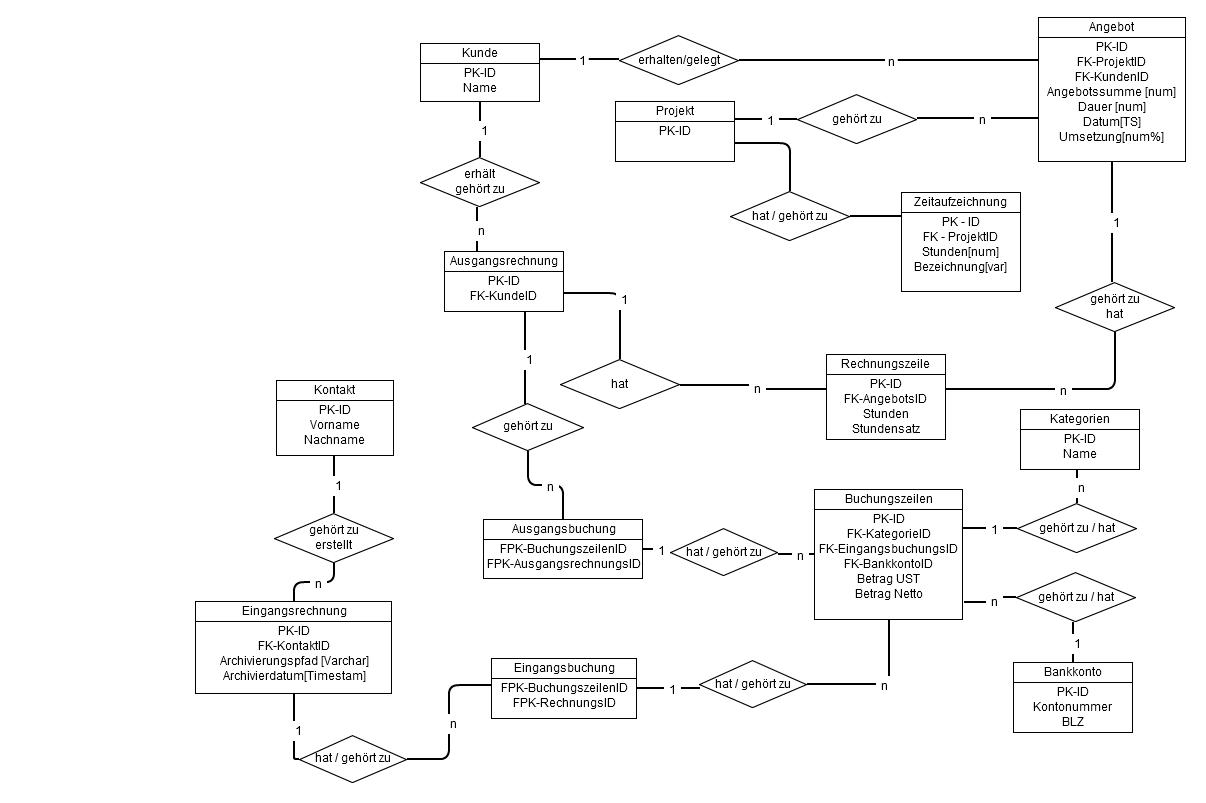 Kunde
PK-ID
Name
1
erhalten/gelegt
n
Angebot
PK-ID
FK-ProjektID
FK-KundenID
Angebotssumme [num]
Dauer [num]
Datum[TS]
Umsetzung[num%]
Projekt
PK-ID
1
gehört zu
n
1
erhält
gehört zu
n
hat / gehört zu
Zeitaufzeichnung
PK - ID
FK - ProjektID
Stunden[num]
Bezeichnung[var]
1
gehört zu
hat
n
Ausgangsrechnung
PK-ID
FK-KundeID
1
hat
n
Rechnungszeile
PK-ID
FK-AngebotsID
Stunden
Stundensatz
1
gehört zu
n
Kontakt
PK-ID
Vorname
Nachname
1
gehört zu
erstellt
n
Kategorien
PK-ID
Name
n
gehört zu / hat
1
Buchungszeilen
PK-ID
FK-KategorieID
FK-EingangsbuchungsID
FK-BankkontoID
Betrag UST
Betrag Netto
Ausgangsbuchung
FPK-BuchungszeilenID
FPK-AusgangsrechnungsID
1
hat / gehört zu
n
n
gehört zu / hat
1
Bankkonto
PK-ID
Kontonummer
BLZ
Eingangsrechnung
PK-ID
FK-KontaktID
Archivierungspfad [Varchar]
Archivierdatum[Timestam]
Eingangsbuchung
FPK-BuchungszeilenID
FPK-RechnungsID
1
hat / gehört zu
n
1
hat / gehört zu
n